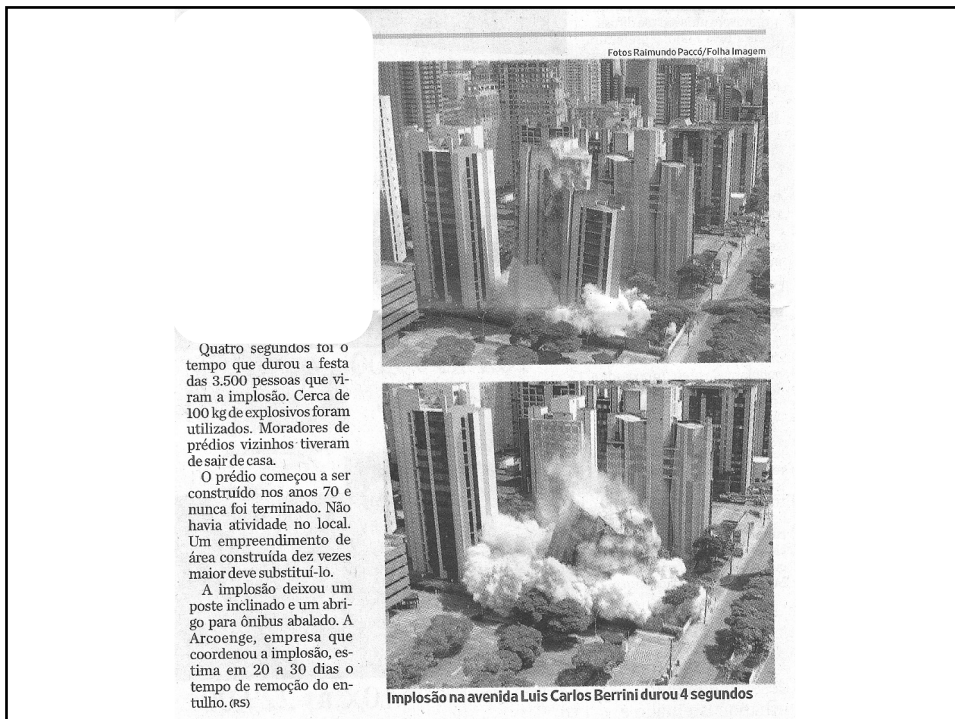 Fotos Raimundo Paccó/Folha Imagem
Quatro segundos foi o
tempo que durou a festa
das 3.500 pessoas que vi-
ram a implosão. Cerca de
100 kg de explosivos foram
utilizados. Moradores de
prédios vizinhos tiveram
de sair de casa.
O prédio começou a ser
construído nos anos 70 e
nunca foi terminado. Não
havia atividade no local.
Um empreendimento de
área construída dez vezes
maior deve substituí-lo.
A implosão deixou um
poste inclinado e um abri-
go para ônibus abalado. A
Arcoenge, empresa que
coordenou a implosão, es-
tima em 20 a 30 dias o
tempo de remoção do en-
tulho. (RS)
Implosão na avenida Luis Carlos Berrini durou 4 segundos